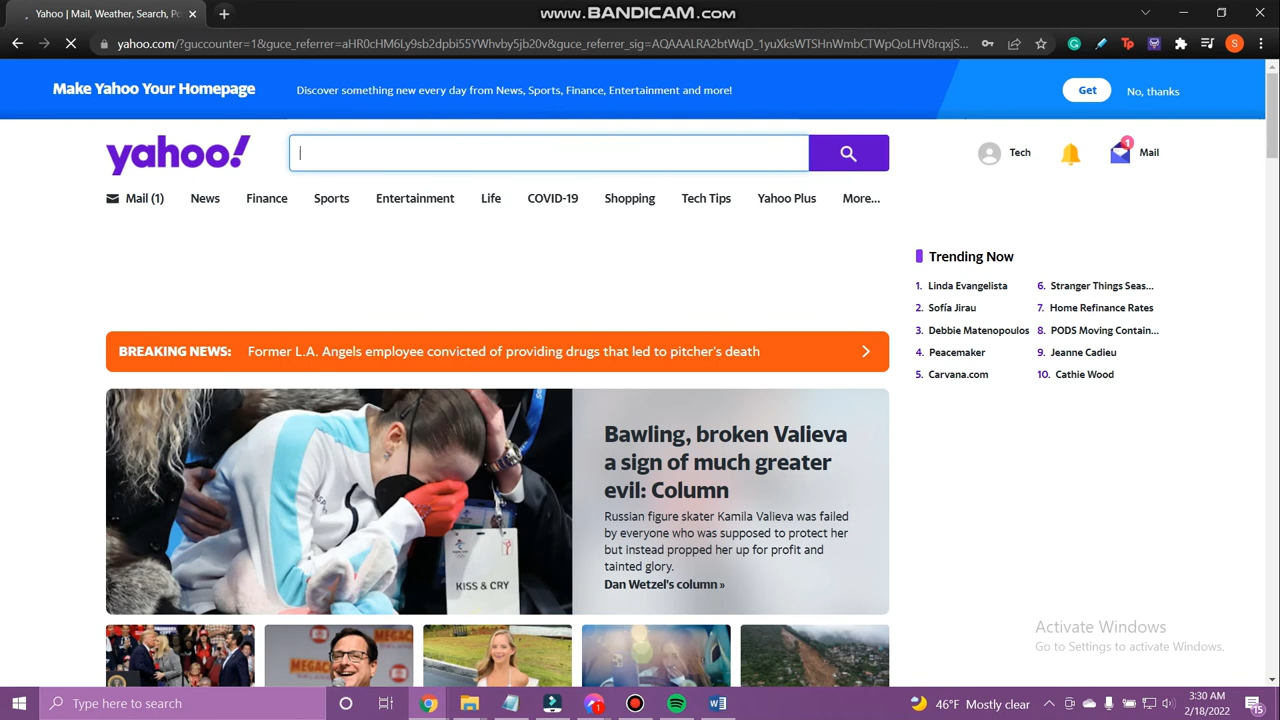 www.BANDICAM.com
Yahoo | Mail, Weather, Search, Po
yahoo.com/?guccounter=1&guce_referrer=aHR0cHM6Ly9sb2dpbi55YWhvby5jb20v&guce_referrer_sig=AQAAALRA2btWqD_1yuXksWTSHnWmbCTWpQoLHV8rqxjS...
S
Make Yahoo Your Homepage
Discover something new every day from News, Sports, Finance, Entertainment and more!
Get
No, thanks
yahoo!
Tech
1
Mail
Mail (1)
News
Finance
Sports
Entertainment
Life
COVID-19
Shopping
Tech Tips
Yahoo Plus
More...
Trending Now
1. Linda Evangelista
6. Stranger Things Seas...
2. Sofía Jirau
7. Home Refinance Rates
3. Debbie Matenopoulos
8. PODS Moving Contain...
4. Peacemaker
9. Jeanne Cadieu
5. Carvana.com
10. Cathie Wood
BREAKING NEWS: Former L.A. Angels employee convicted of providing drugs that led to pitcher's death
Bawling, broken Valieva
a sign of much greater
evil: Column
Russian figure skater Kamila Valieva was failed
by everyone who was supposed to protect her
but instead propped her up for profit and
tainted glory.
Dan Wetzel's column »
KISS & CRY
Activate Windows
Go to Settings to activate Windows.
Type here to search
46°F Mostly clear
3:30 AM
2/18/2022
15